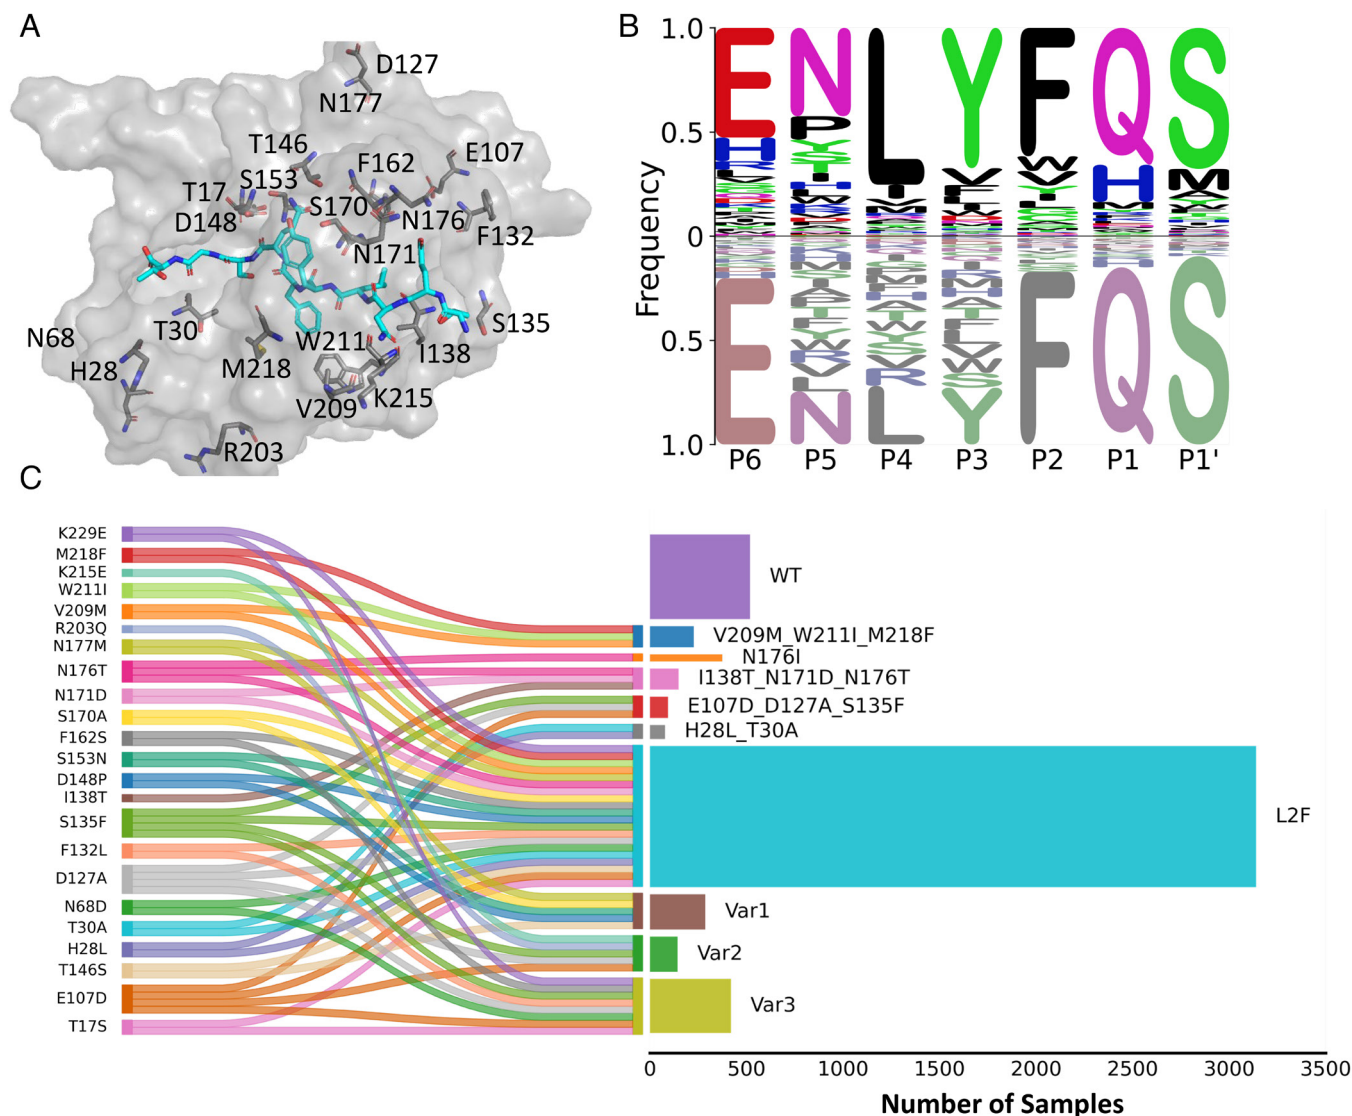 A
D127
N177
T146
F162
E107
T17
S153
S170
N176
D148
F132
N171
N68
T30
W211
S135
H28
M218
I138
V209
K215
R203
B
Frequency
1.0
0.5
0
0.5
1.0
E N L Y F Q S
E N L Y F Q S
P6 P5 P4 P3 P2 P1 P1'
C
K229E
M218F
K215E
W211I
V209M
R203Q
N177M
N176T
N171D
S170A
F162S
S153N
D148P
I138T
S135F
F132L
D127A
N68D
T30A
H28L
T146S
E107D
T17S
WT
V209M_W211I_M218F
N176I
I138T_N171D_N176T
E107D_D127A_S135F
H28L_T30A
L2F
Var1
Var2
Var3
0 500 1000 1500 2000 2500 3000 3500
Number of Samples